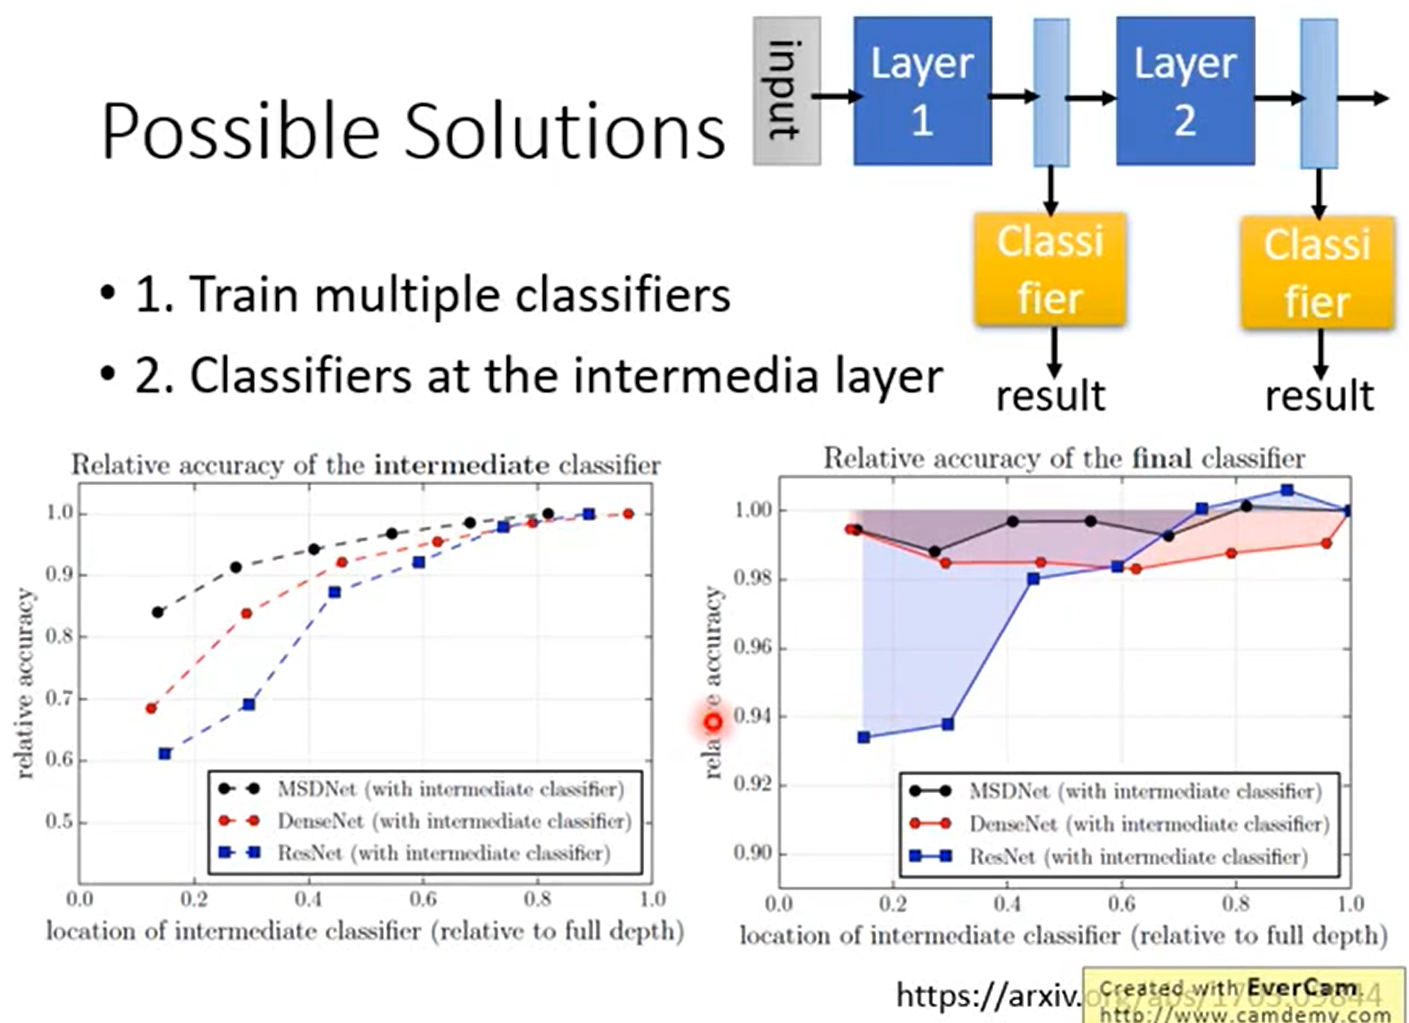 input
Layer
1
Layer
2
Possible Solutions
Classi
fier
Classi
fier
result
result
• 1. Train multiple classifiers
• 2. Classifiers at the intermedia layer
Relative accuracy of the intermediate classifier
relative accuracy
1.0
0.9
0.8
0.7
0.6
0.5
MSDNet (with intermediate classifier)
DenseNet (with intermediate classifier)
ResNet (with intermediate classifier)
0.0 0.2 0.4 0.6 0.8 1.0
location of intermediate classifier (relative to full depth)
Relative accuracy of the final classifier
relative accuracy
1.00
0.98
0.96
0.94
0.92
0.90
MSDNet (with intermediate classifier)
DenseNet (with intermediate classifier)
ResNet (with intermediate classifier)
0.0 0.2 0.4 0.6 0.8 1.0
location of intermediate classifier (relative to full depth)
https://arxiv.org/abs/1703.09844
Created with EverCam.
http://www.camdemy.com